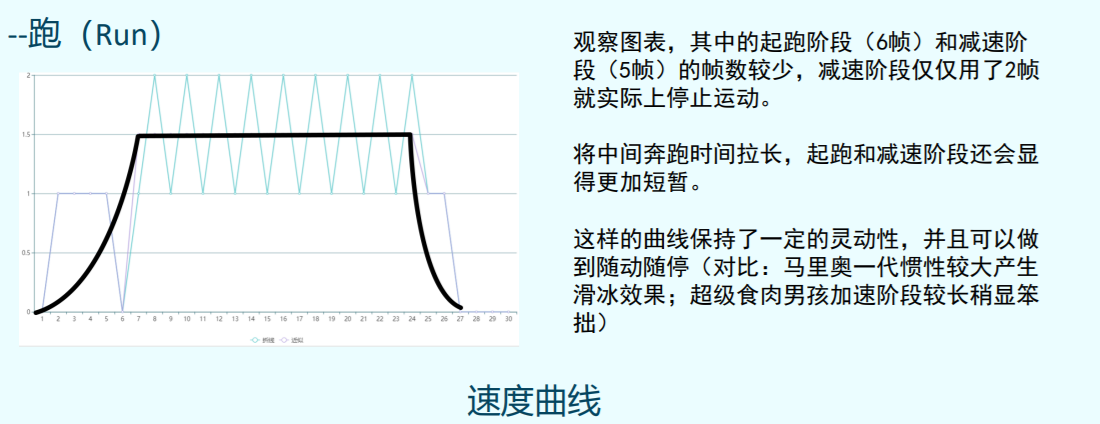 --跑（Run）
观察图表，其中的起跑阶段（6帧）和减速阶
段（5帧）的帧数较少，减速阶段仅仅用了2帧
就实际上停止运动。
将中间奔跑时间拉长，起跑和减速阶段还会显
得更加短暂。
这样的曲线保持了一定的灵动性，并且可以做
到随动随停（对比：马里奥一代惯性较大产生
滑冰效果；超级食肉男孩加速阶段较长稍显笨
拙）
2
1.5
1
0.5
0
1 2 3 4 5 6 7 8 9 10 11 12 13 14 15 16 17 18 19 20 21 22 23 24 25 26 27 28 29 30
速度曲线